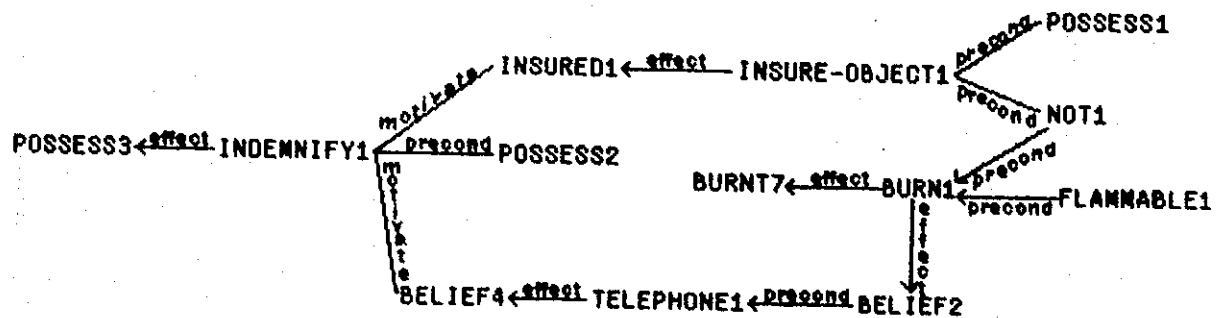 precond POSSESS1
INSURED1 effect INSURE-OBJECT1
motivate precond NOT1
POSSESS3 effect INDEMNIFY1 precond POSSESS2
precond
BURNT7 effect BURN1 precond FLAMMABLE1
motivate effect
BELIEF4 effect TELEPHONE1 precond BELIEF2